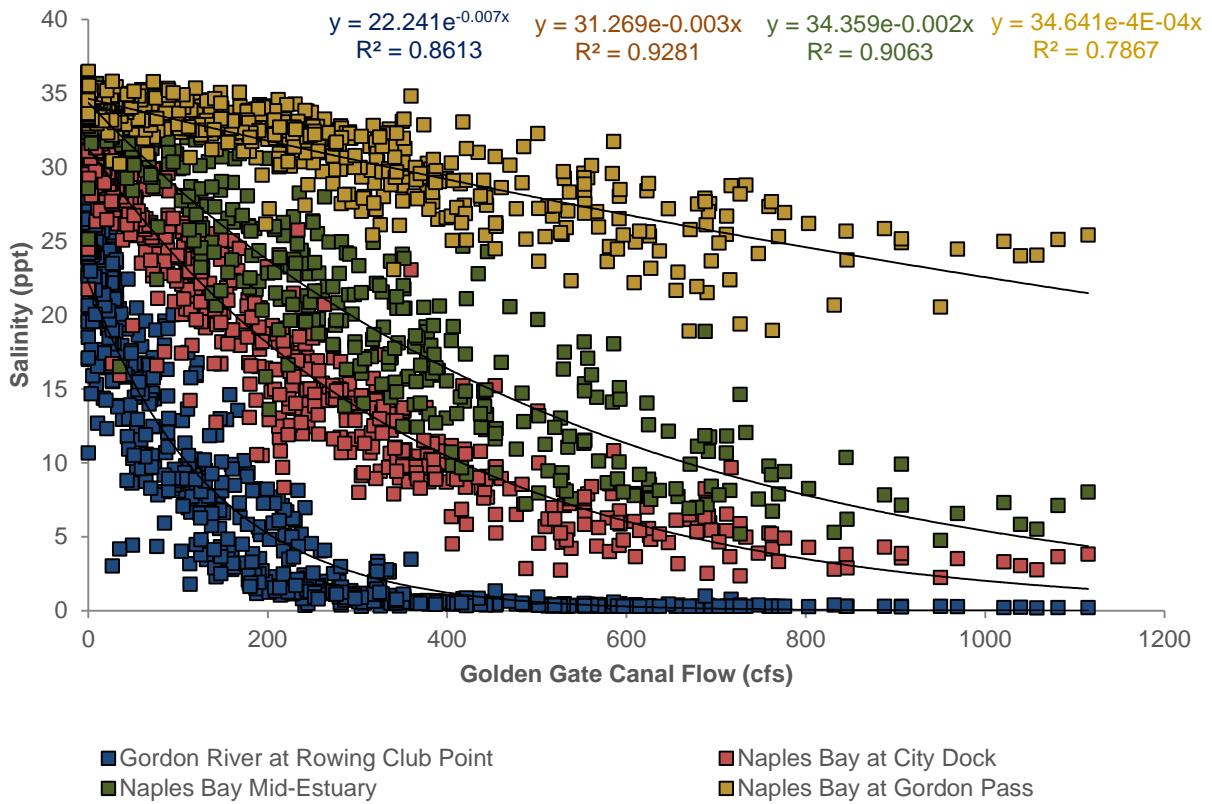 y = 22.241e-0.007x y = 31.269e-0.003x y = 34.359e-0.002x y = 34.641e-4E-04x
R² = 0.8613 R² = 0.9281 R² = 0.9063 R² = 0.7867
40
35
30
25
20
15
10
5
0
Salinity (ppt)
0 200 400 600 800 1000 1200
Golden Gate Canal Flow (cfs)
Gordon River at Rowing Club Point Naples Bay at City Dock
Naples Bay Mid-Estuary Naples Bay at Gordon Pass